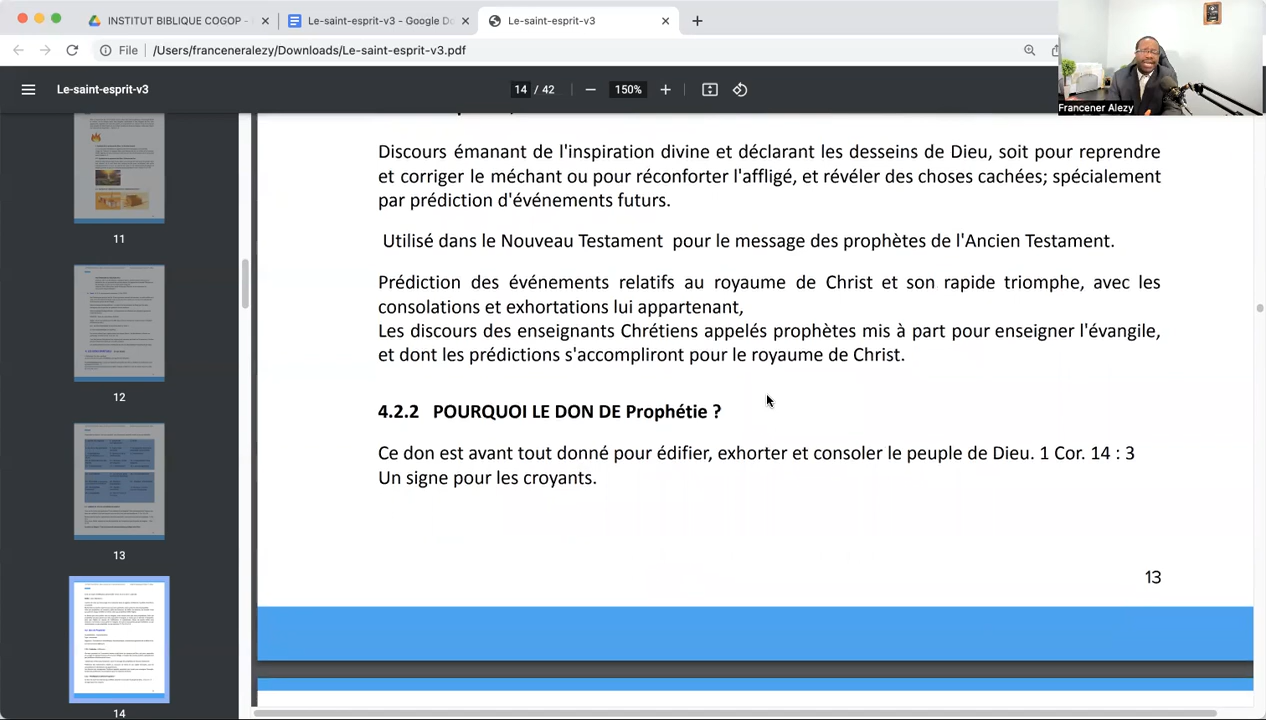 INSTITUT BIBLIQUE COGOP -
Le-saint-esprit-v3 - Google Do
Le-saint-esprit-v3
File /Users/franceneralezy/Downloads/Le-saint-esprit-v3.pdf
Le-saint-esprit-v3
14 / 42
150%
Francener Alezy
Discours émanant de l'inspiration divine et déclarant les desseins de Dieu, soit pour reprendre
et corriger le méchant ou pour réconforter l'affligé, et révéler des choses cachées; spécialement
par prédiction d'événements futurs.
Utilisé dans le Nouveau Testament pour le message des prophètes de l'Ancien Testament.
Prédiction des événements relatifs au royaume de Christ et son rapide triomphe, avec les
consolations et exhortations lui appartenant,
Les discours des enseignants Chrétiens appelés prophètes mis à part pour enseigner l'évangile,
et dont les prédictions s'accompliront pour le royaume de Christ.
4.2.2 POURQUOI LE DON DE Prophétie ?
Ce don est avant tout donné pour édifier, exhorter et consoler le peuple de Dieu. 1 Cor. 14 : 3
Un signe pour les croyants.
13
11
12
13
14